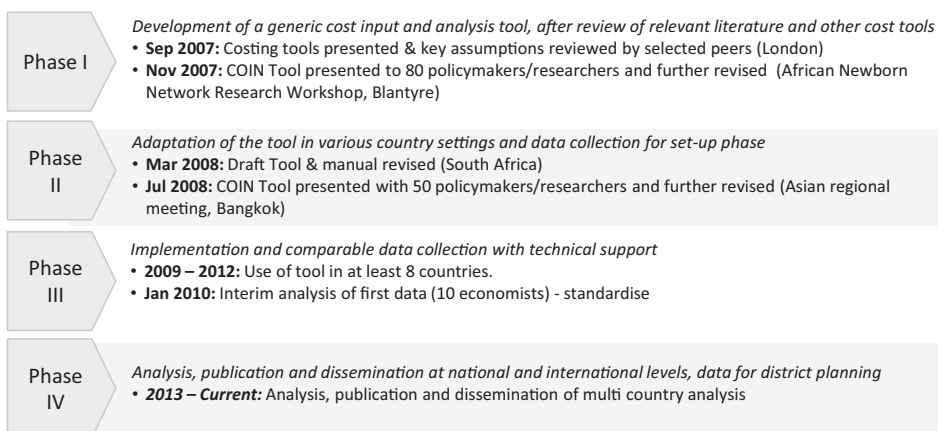 Phase I
Development of a generic cost input and analysis tool, after review of relevant literature and other cost tools
• Sep 2007: Costing tools presented & key assumptions reviewed by selected peers (London)
• Nov 2007: COIN Tool presented to 80 policymakers/researchers and further revised (African Newborn
Network Research Workshop, Blantyre)
Phase
II
Adaptation of the tool in various country settings and data collection for set-up phase
• Mar 2008: Draft Tool & manual revised (South Africa)
• Jul 2008: COIN Tool presented with 50 policymakers/researchers and further revised (Asian regional
meeting, Bangkok)
Phase
III
Implementation and comparable data collection with technical support
• 2009 – 2012: Use of tool in at least 8 countries.
• Jan 2010: Interim analysis of first data (10 economists) - standardise
Phase
IV
Analysis, publication and dissemination at national and international levels, data for district planning
• 2013 – Current: Analysis, publication and dissemination of multi country analysis